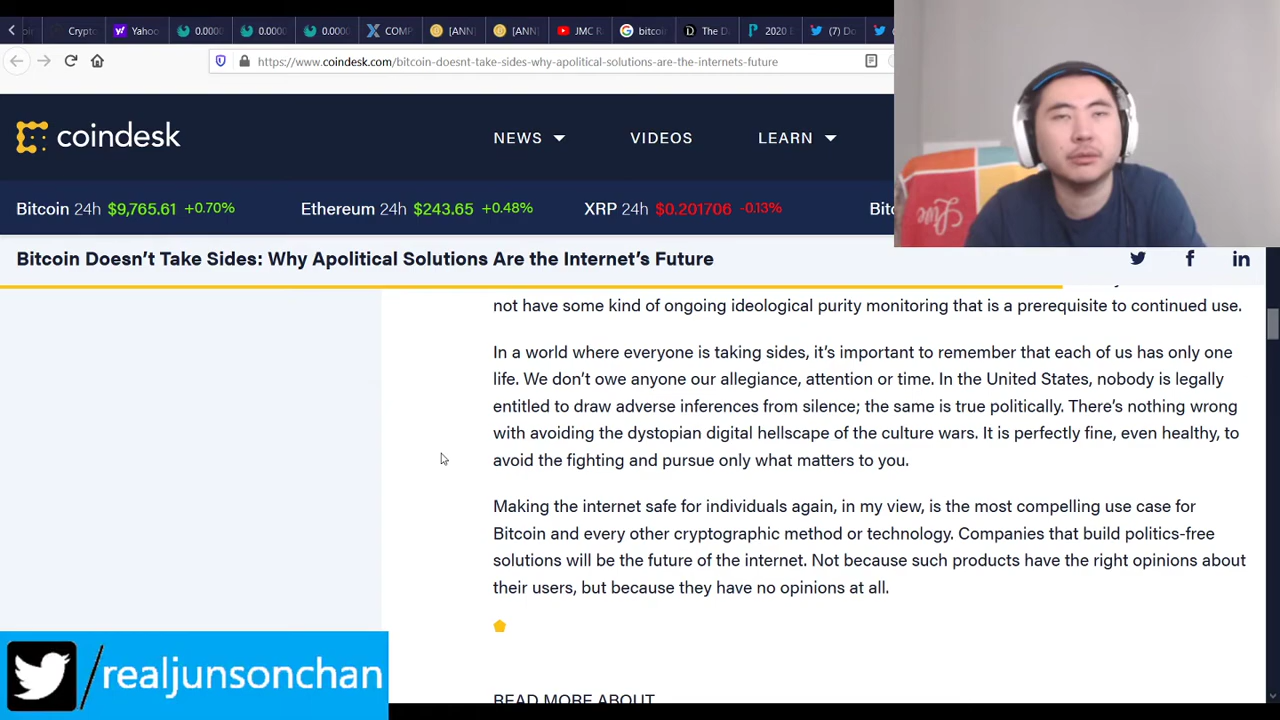 Crypto
Yahoo
0.0000
0.0000
0.0000
COMP
[ANN
[ANN
JMC R
bitcoin
The D
2020 E
(7) Do
https://www.coindesk.com/bitcoin-doesnt-take-sides-why-apolitical-solutions-are-the-internets-future
coindesk
NEWS
VIDEOS
LEARN
Bitcoin 24h $9,765.61 +0.70%
Ethereum 24h $243.65 +0.48%
XRP 24h $0.201706 -0.13%
Bit
Bitcoin Doesn’t Take Sides: Why Apolitical Solutions Are the Internet’s Future
not have some kind of ongoing ideological purity monitoring that is a prerequisite to continued use.
In a world where everyone is taking sides, it’s important to remember that each of us has only one
life. We don’t owe anyone our allegiance, attention or time. In the United States, nobody is legally
entitled to draw adverse inferences from silence; the same is true politically. There’s nothing wrong
with avoiding the dystopian digital hellscape of the culture wars. It is perfectly fine, even healthy, to
avoid the fighting and pursue only what matters to you.
Making the internet safe for individuals again, in my view, is the most compelling use case for
Bitcoin and every other cryptographic method or technology. Companies that build politics-free
solutions will be the future of the internet. Not because such products have the right opinions about
their users, but because they have no opinions at all.
READ MORE ABOUT
/realjunsonchan
Live